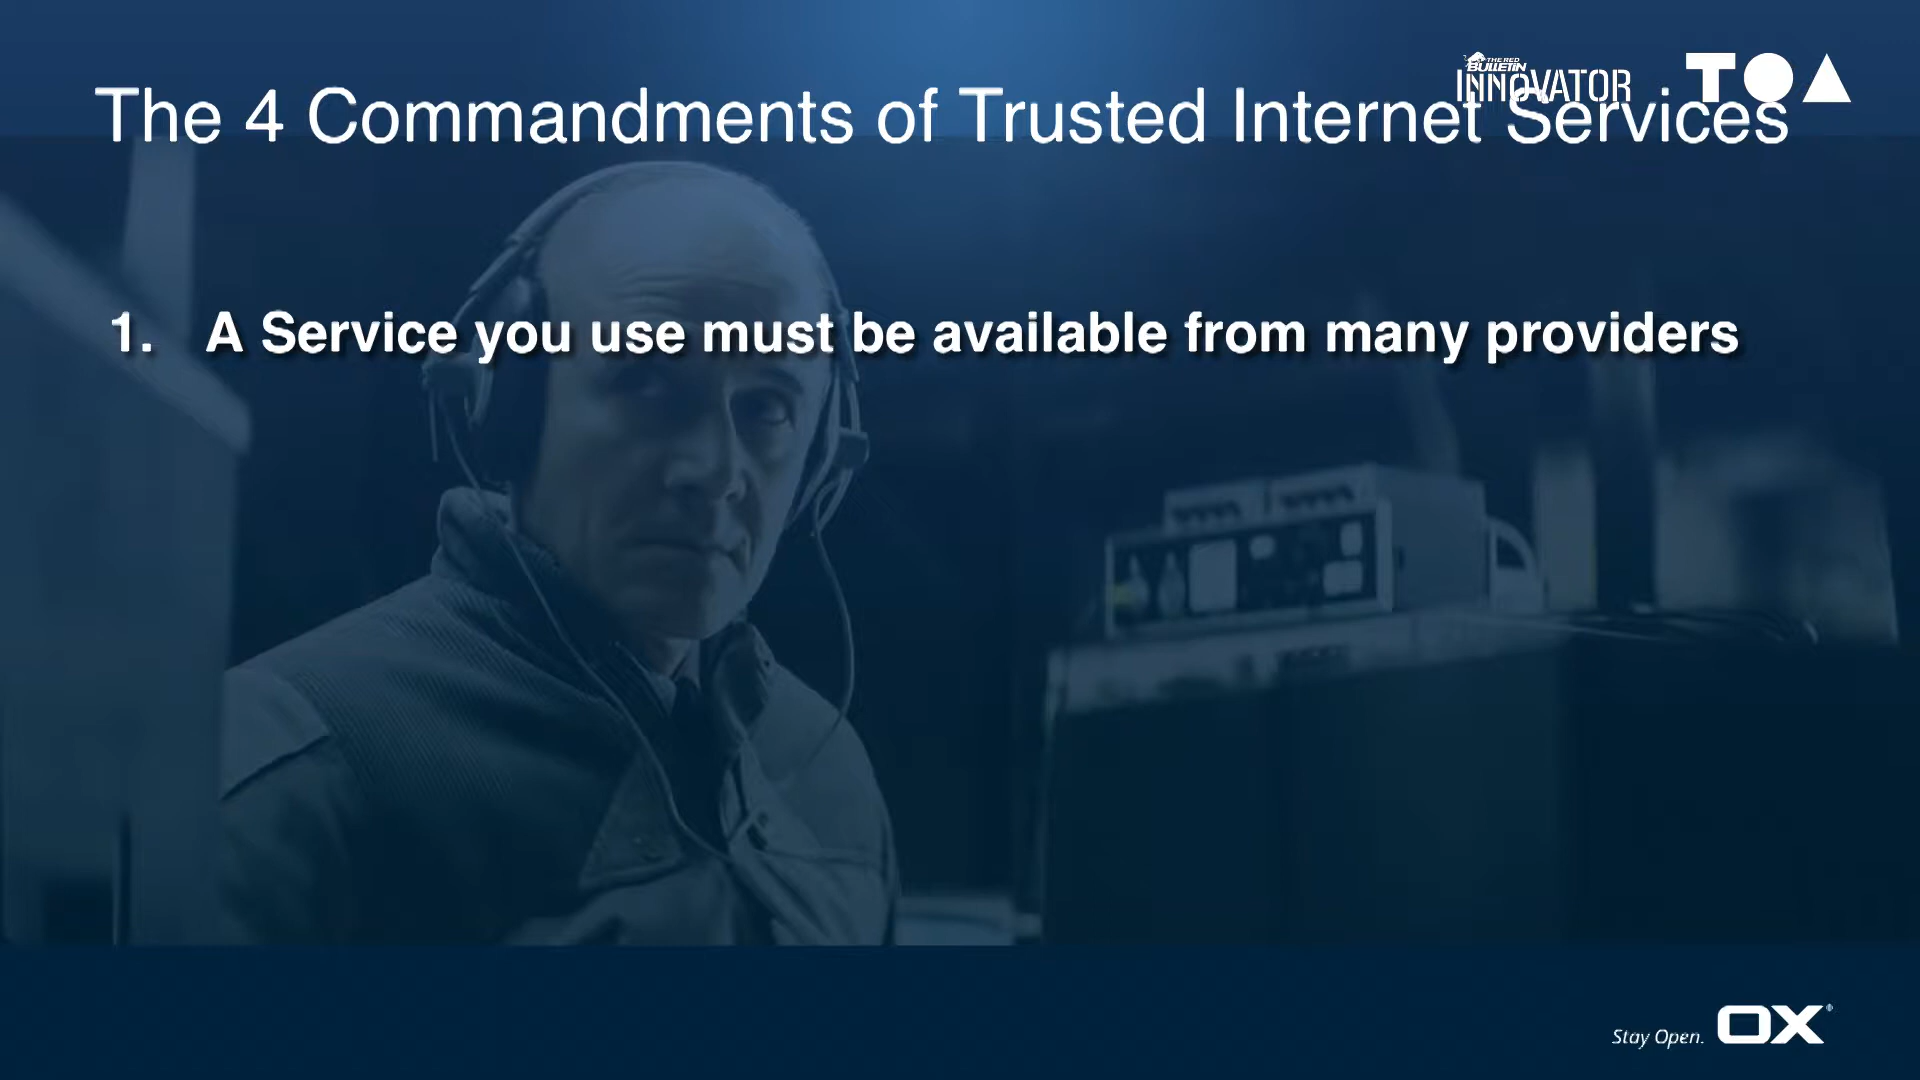 THE RED
BULLETIN
INNOVATOR
TOA
The 4 Commandments of Trusted Internet Services
1. A Service you use must be available from many providers
Stay Open. OX®